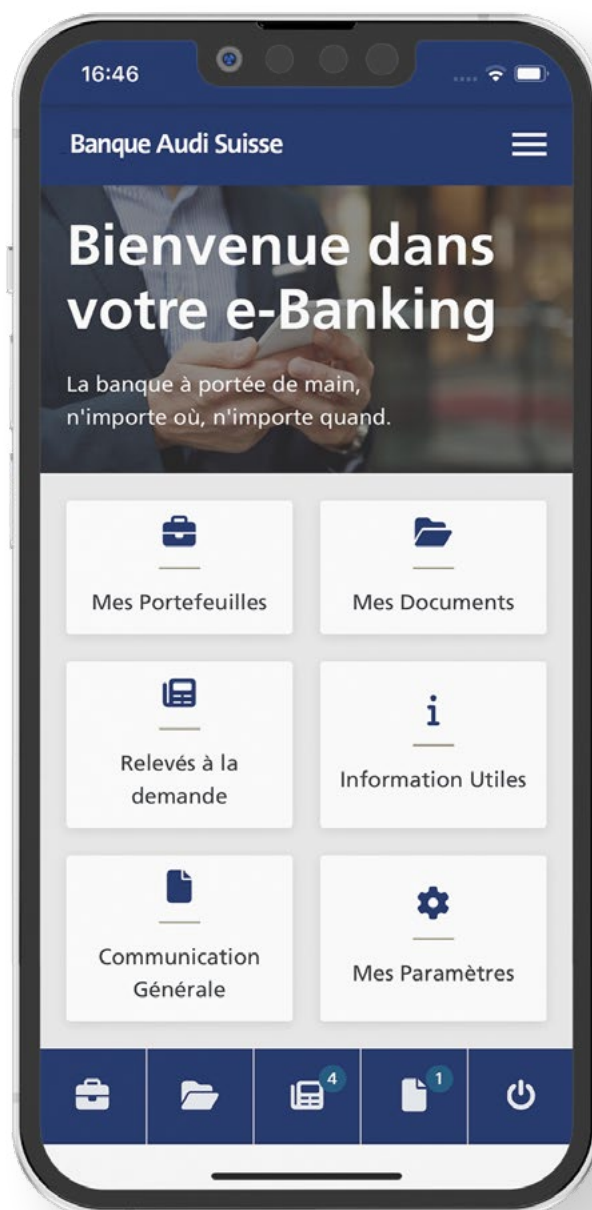 16:46
Banque Audi Suisse
Bienvenue dans
votre e-Banking
La banque à portée de main,
n'importe où, n'importe quand.
Mes Portefeuilles
Mes Documents
Relevés à la
demande
Information Utiles
Communication
Générale
Mes Paramètres
4
1